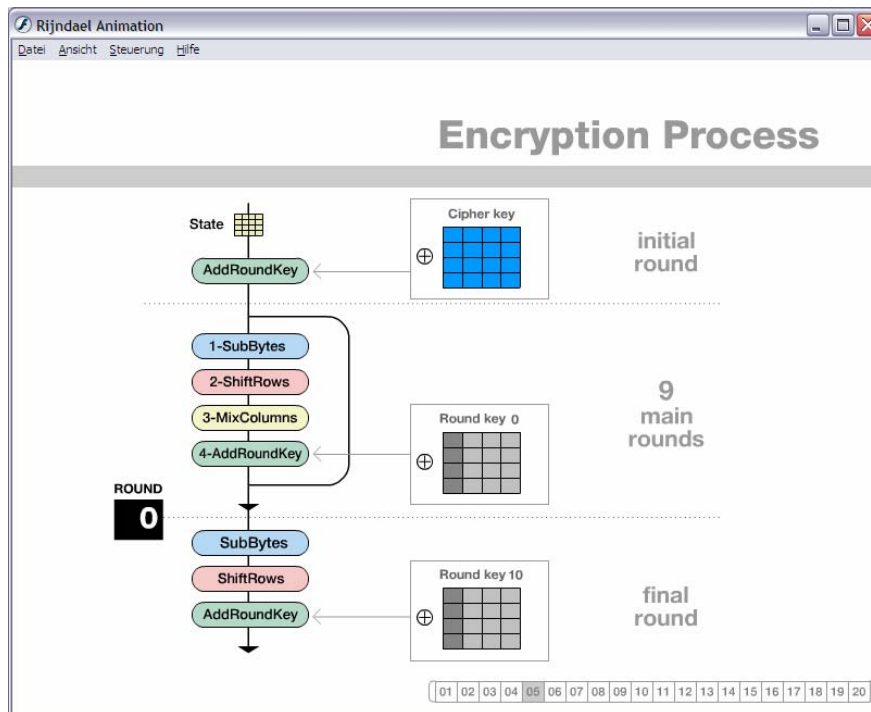 Rijndael Animation
Datei Ansicht Steuerung Hilfe
Encryption Process
State
Cipher key
AddRoundKey
initial
round
1-SubBytes
2-ShiftRows
3-MixColumns
4-AddRoundKey
Round key 0
9
main
rounds
ROUND
0
SubBytes
ShiftRows
AddRoundKey
Round key 10
final
round
01 02 03 04 05 06 07 08 09 10 11 12 13 14 15 16 17 18 19 20